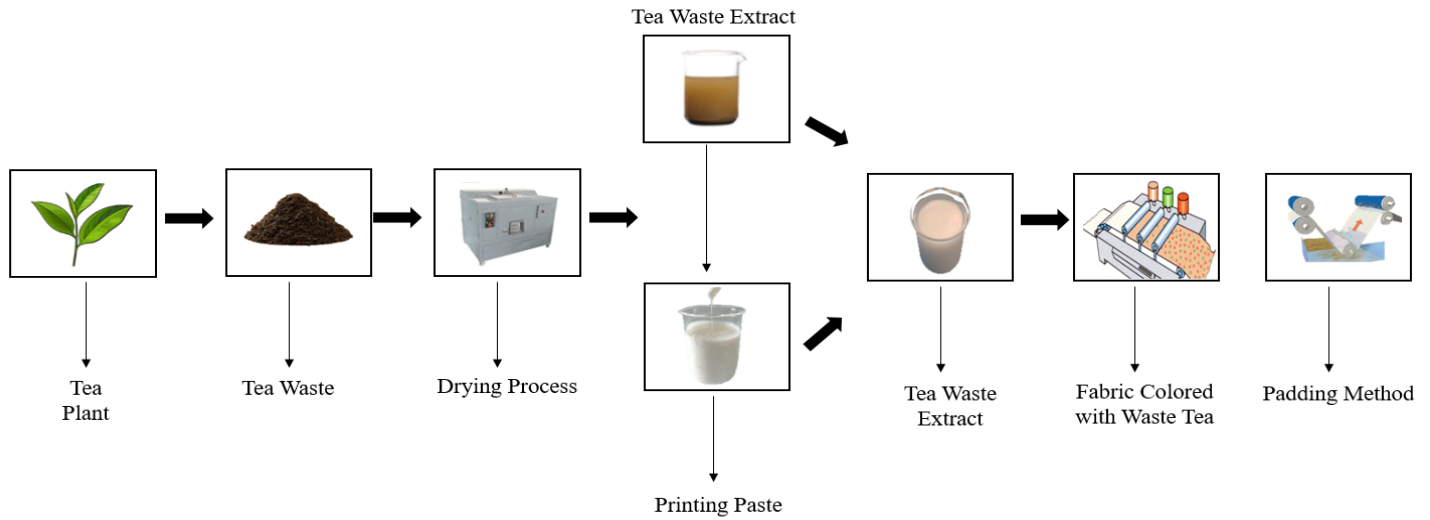 Tea Waste Extract
Tea
Plant
Tea Waste
Drying Process
Printing Paste
Tea Waste
Extract
Fabric Colored
with Waste Tea
Padding Method